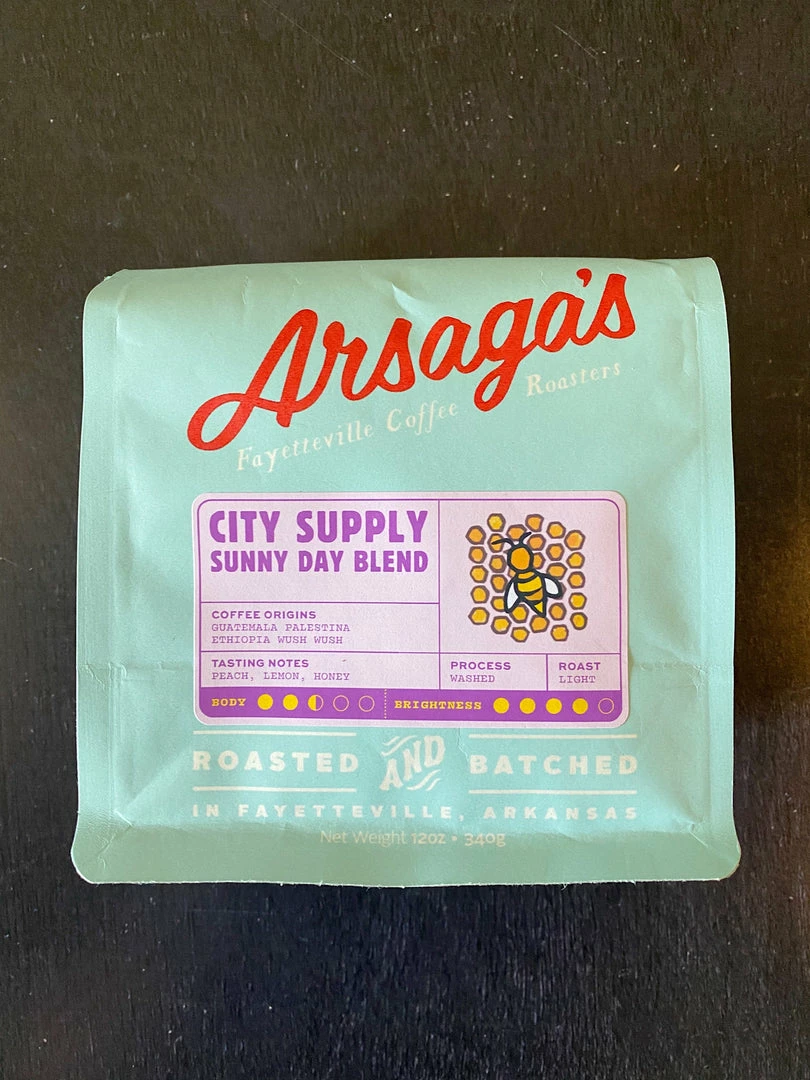 Arsaga's
Fayetteville Coffee Roasters
CITY SUPPLY
SUNNY DAY BLEND
COFFEE ORIGINS
GUATEMALA PALESTINA
ETHIOPIA WUSH WUSH
TASTING NOTES
PEACH, LEMON, HONEY
PROCESS
WASHED
ROAST
LIGHT
BODY
BRIGHTNESS
ROASTED AND BATCHED
IN FAYETTEVILLE, ARKANSAS
Net Weight 12oz • 340g